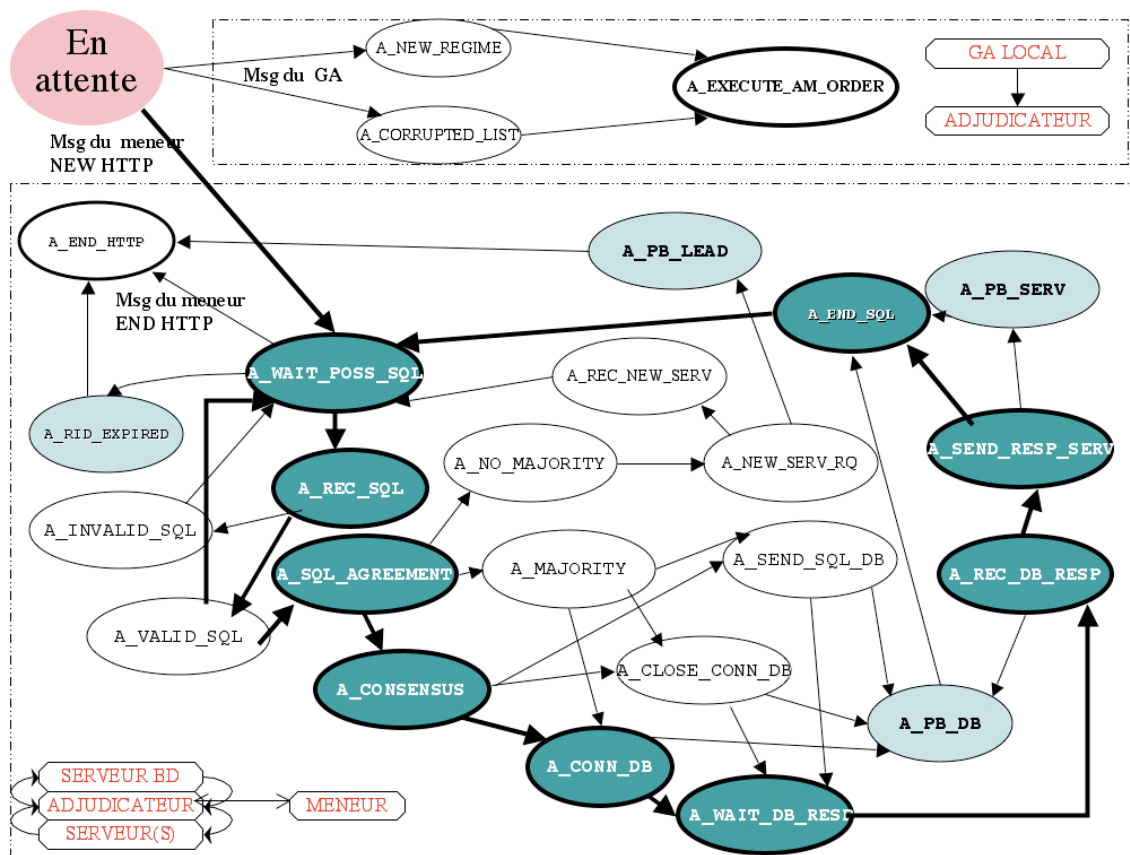 En
attente
A_NEW_REGIME
Msg du GA
A_CORRUPTED_LIST
A_EXECUTE_AM_ORDER
GA LOCAL
ADJUDICATEUR
Msg du meneur
NEW HTTP
A_END_HTTP
Msg du meneur
END HTTP
A_PB_LEAD
A_PB_SERV
A_END_SQL
A_WAIT_POSS_SQL
A_REC_NEW_SERV
A_RID_EXPIRED
A_NO_MAJORITY
A_NEW_SERV_RQ
A_SEND_RESP_SERV
A_REC_SQL
A_INVALID_SQL
A_SQL_AGREEMENT
A_MAJORITY
A_SEND_SQL_DB
A_REC_DB_RESP
A_VALID_SQL
A_CONSENSUS
A_CLOSE_CONN_DB
A_PB_DB
A_CONN_DB
A_WAIT_DB_RESP
SERVEUR BD
ADJUDICATEUR
MENEUR
SERVEUR(S)